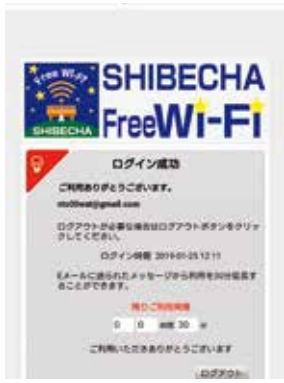 Free Wi-Fi
SHIBECHA
SHIBECHA
FreeWi-Fi
ログイン成功
ご利用ありがとうございます。
ログアウトが必要な場合はログアウトボタンをクリッ
クしてください。
ログイン時間 2019-01-25 12:11
Eメールに送られたメッセージから利用を30分延長す
ることができます。
残りご利用時間
0 0 時間 30 分
ご利用いただきありがとうございます
ログアウト